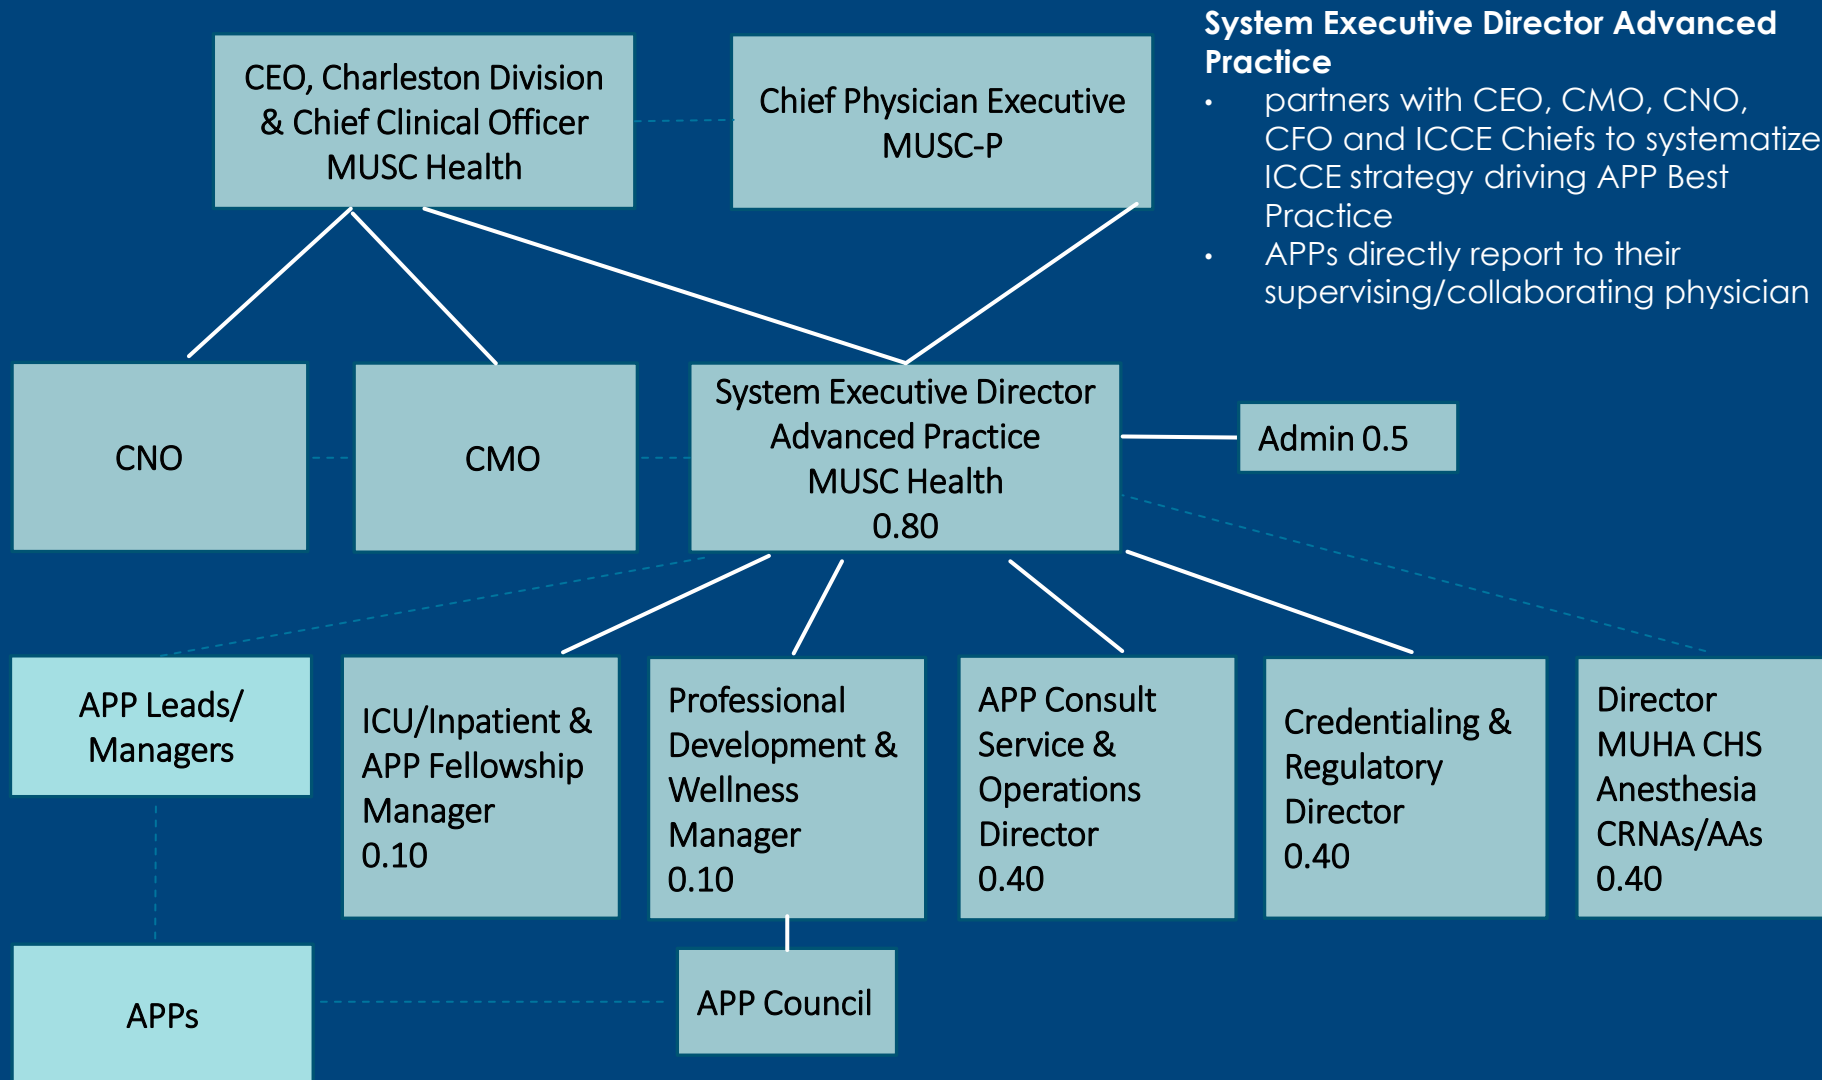 System Executive Director Advanced
Practice
• partners with CEO, CMO, CNO,
CFO and ICCE Chiefs to systematize
ICCE strategy driving APP Best
Practice
• APPs directly report to their
supervising/collaborating physician
CEO, Charleston Division
& Chief Clinical Officer
MUSC Health
Chief Physician Executive
MUSC-P
CNO
CMO
System Executive Director
Advanced Practice
MUSC Health
0.80
Admin 0.5
APP Leads/
Managers
ICU/Inpatient &
APP Fellowship
Manager
0.10
Professional
Development &
Wellness
Manager
0.10
APP Consult
Service &
Operations
Director
0.40
Credentialing &
Regulatory
Director
0.40
Director
MUHA CHS
Anesthesia
CRNAs/AAs
0.40
APPs
APP Council